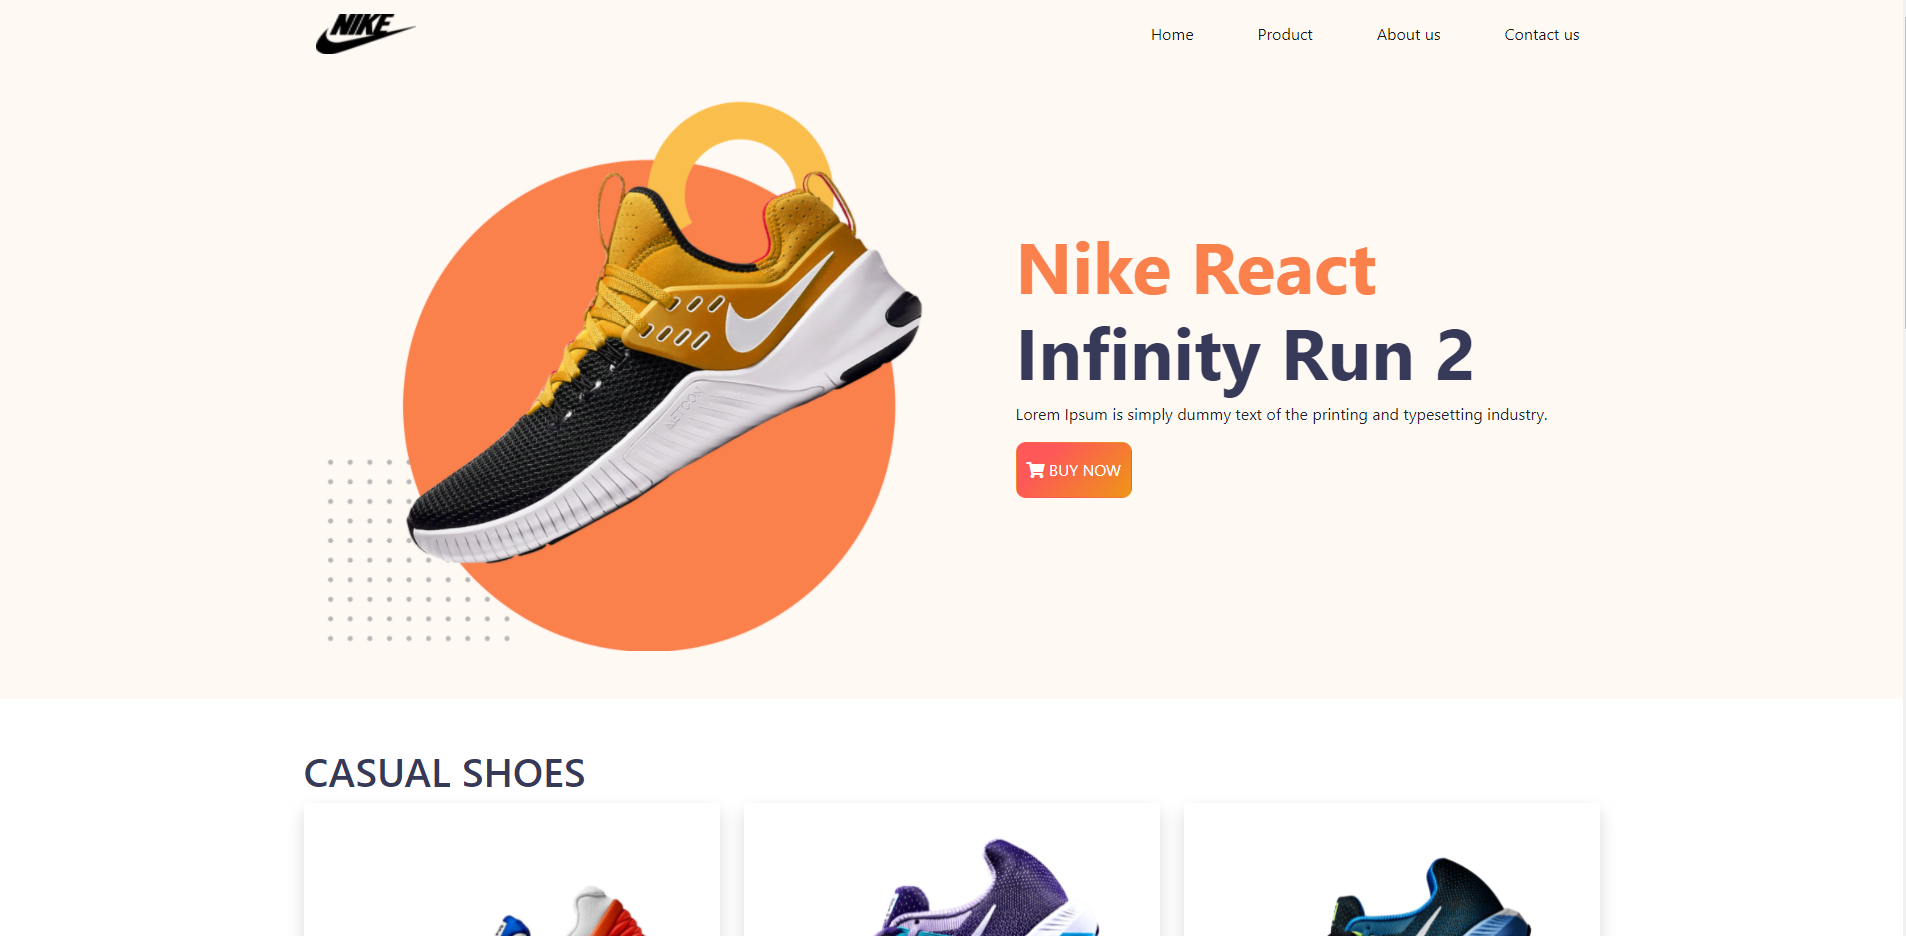 NIKE
Home Product About us Contact us
Nike React
Infinity Run 2
Lorem Ipsum is simply dummy text of the printing and typesetting industry.
BUY NOW
CASUAL SHOES